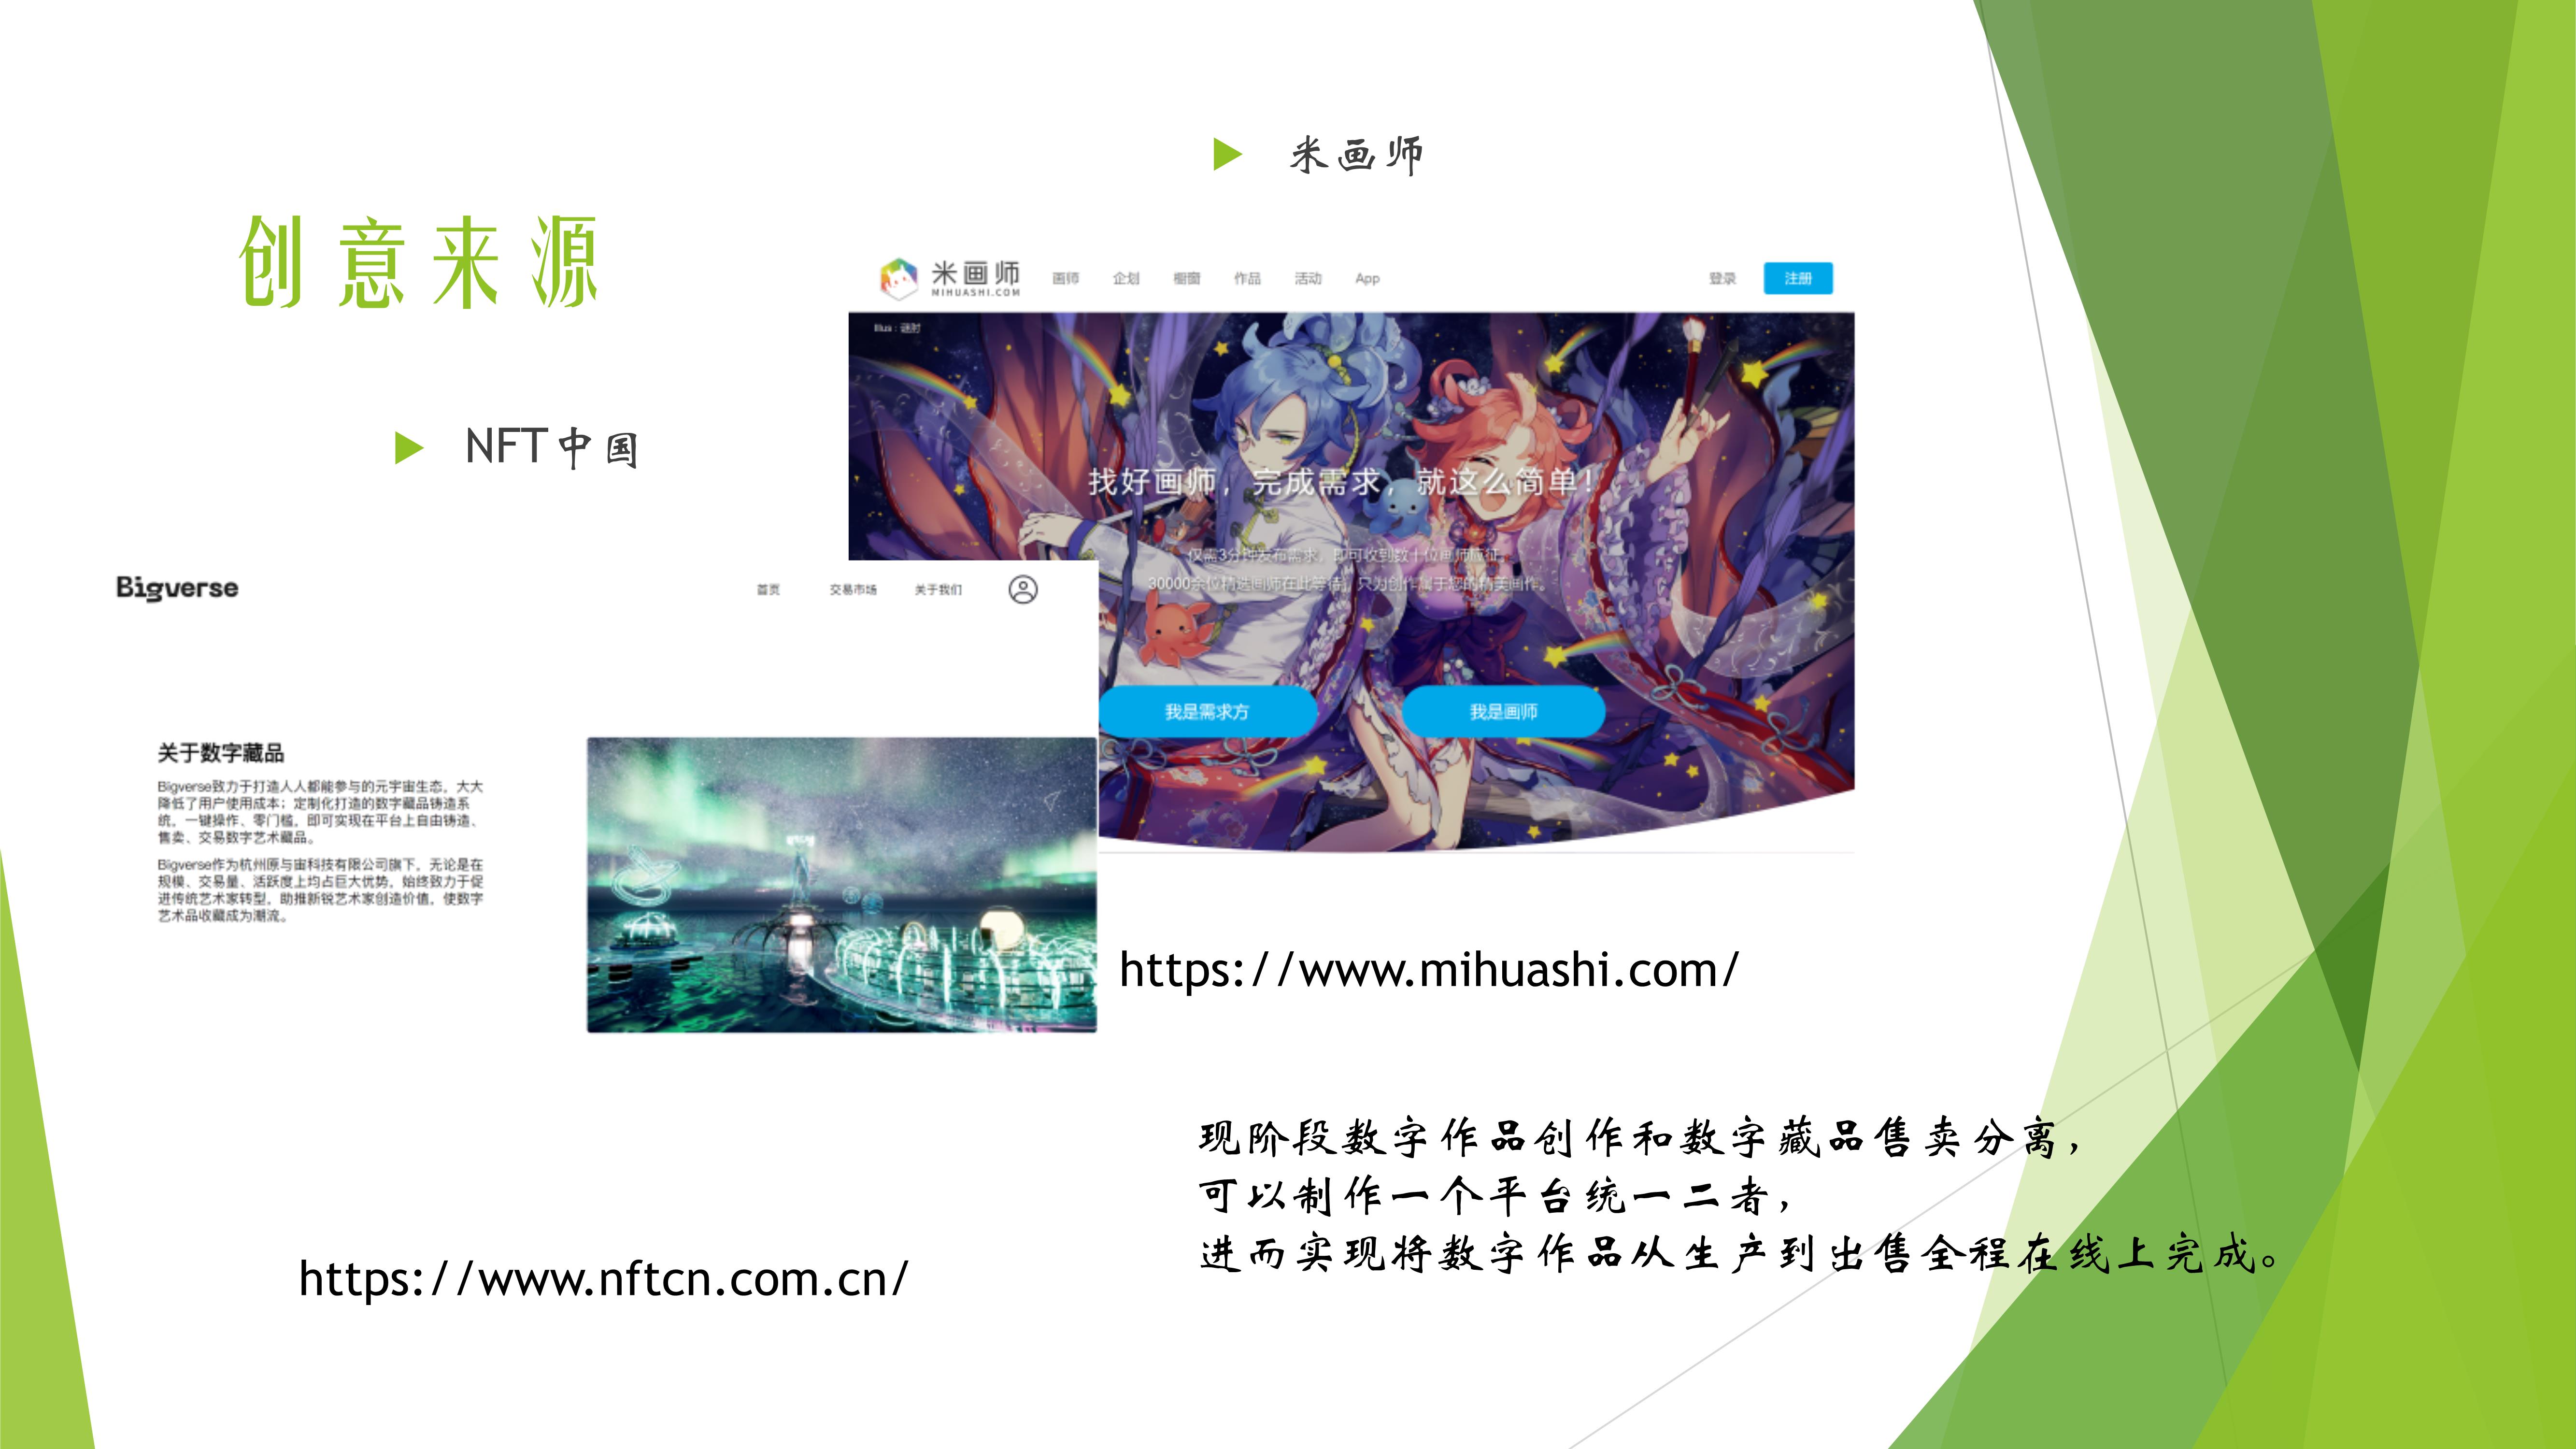 创意来源
NFT中国
Bigverse
首页 交易市场 关于我们
关于数字藏品
Bigverse致力于打造人人都能参与的元宇宙生态。大大
降低了用户使用成本；定制化打造的数字藏品铸造系
统。一键操作、零门槛。即可实现在平台上自由铸造、
售卖、交易数字艺术藏品。
Bigverse作为杭州原与宙科技有限公司旗下。无论是在
规模、交易量、活跃度上均占巨大优势。始终致力于促
进传统艺术家转型。助推新锐艺术家创造价值。使数字
艺术品收藏成为潮流。
https://www.nftcn.com.cn/
米画师
米画师
MIHUASHI.COM
画师 企划 橱窗 作品 活动 App 登录 注册
找好画师，完成需求，就这么简单！
仅需3分钟发布需求，即可收到数十位画师应征。
30000余位精选画师在此等待，只为创作属于您的精美画作。
我是需求方 我是画师
https://www.mihuashi.com/
现阶段数字作品创作和数字藏品售卖分离，
可以制作一个平台统一二者，
进而实现将数字作品从生产到出售全程在线上完成。